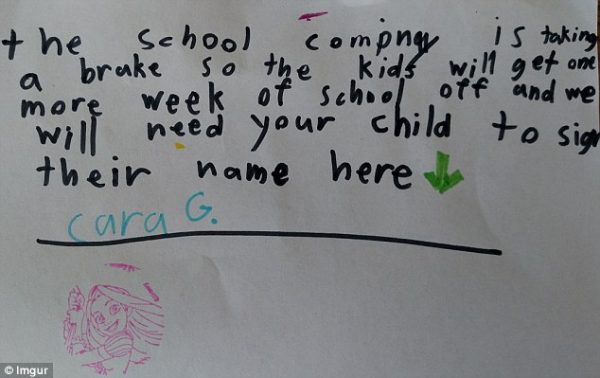 the school compny is taking
a brake so the kids will get one
more week of school off and we
will need your child to sign
their name here
cara G.
© Imgur